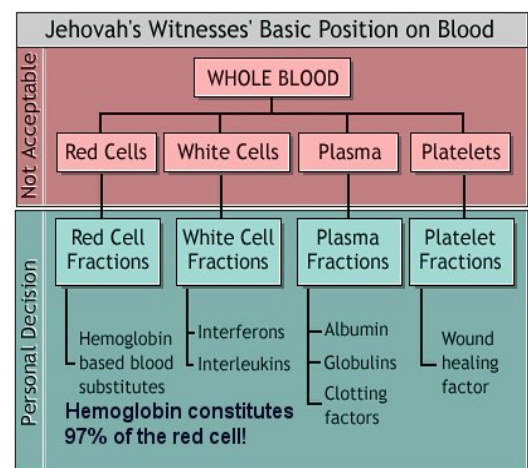 Jehovah's Witnesses' Basic Position on Blood
Not Acceptable
WHOLE BLOOD
Red Cells
White Cells
Plasma
Platelets
Personal Decision
Red Cell
Fractions
White Cell
Fractions
Plasma
Fractions
Platelet
Fractions
Hemoglobin
based blood
substitutes
Interferons
Interleukins
Albumin
Globulins
Clotting
factors
Wound
healing
factor
Hemoglobin constitutes
97% of the red cell!